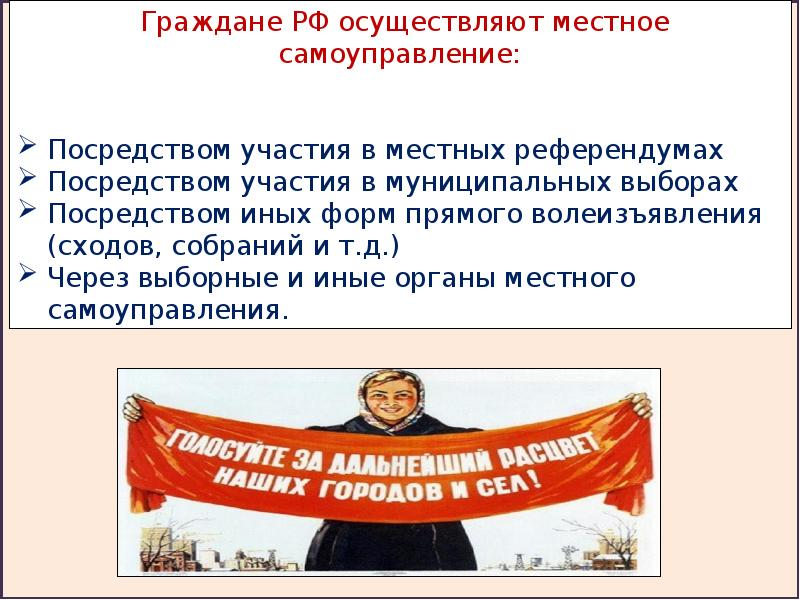 Граждане РФ осуществляют местное
самоуправление:
➢ Посредством участия в местных референдумах
➢ Посредством участия в муниципальных выборах
➢ Посредством иных форм прямого волеизъявления
(сходов, собраний и т.д.)
➢ Через выборные и иные органы местного
самоуправления.
ГОЛОСУЙТЕ ЗА ДАЛЬНЕЙШИЙ РАСЦВЕТ
НАШИХ ГОРОДОВ И СЕЛ!